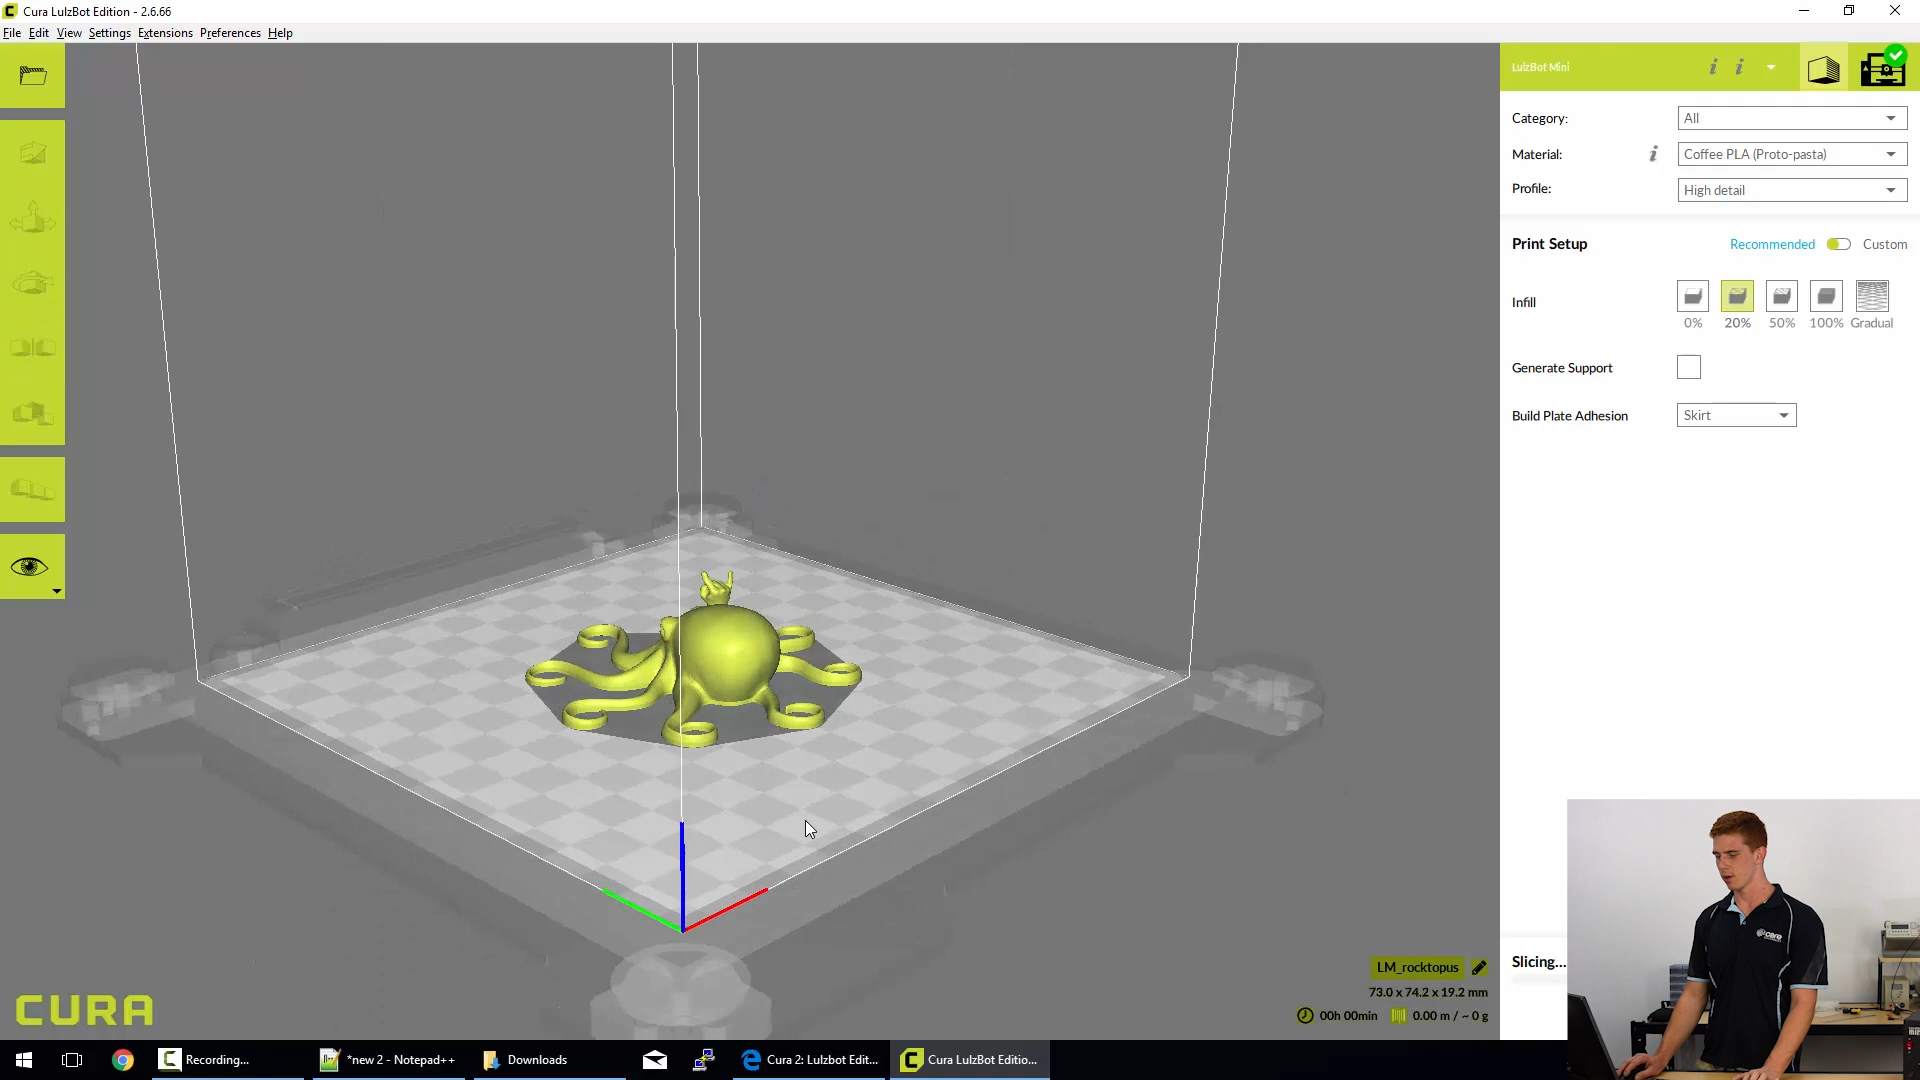 Cura LulzBot Edition - 2.6.66
File Edit View Settings Extensions Preferences Help
LulzBot Mini
Category: All
Material: Coffee PLA (Proto-pasta)
Profile: High detail
Print Setup Recommended Custom
Infill
0% 20% 50% 100% Gradual
Generate Support
Build Plate Adhesion Skirt
Slicing...
LM_rocktopus
73.0 x 74.2 x 19.2 mm
00h 00min 0.00 m / ~ 0 g
CURA
core
Recording... *new 2 - Notepad++ Downloads Cura 2: Lulzbot Edit... Cura LulzBot Editio...